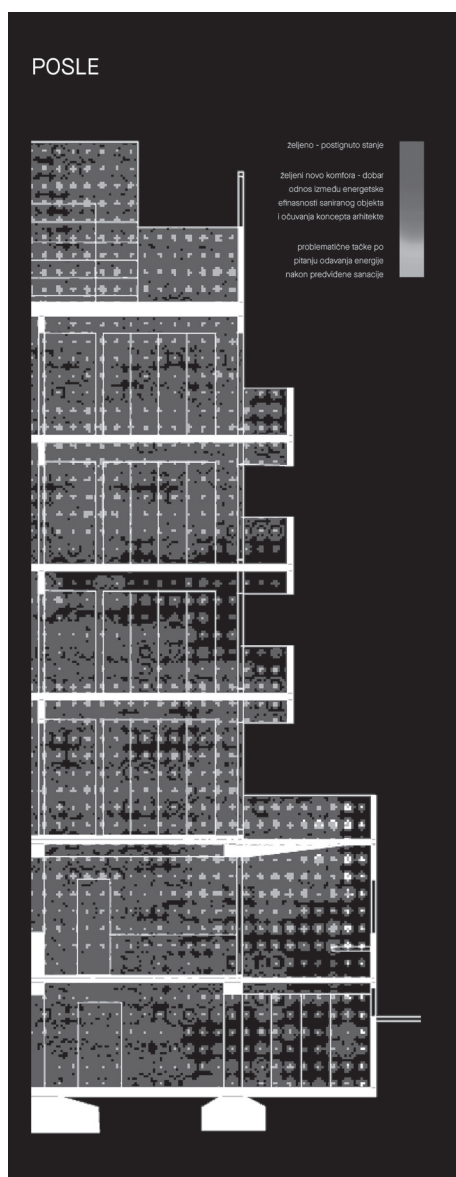 POSLE
željeno - postignuto stanje
željeni novo komfora - dobar
odnos između energetske
efinasnosti saniranog objekta
i očuvanja koncepta arhitekte
problematične tačke po
pitanju odavanja energije
nakon predviđene sanacije